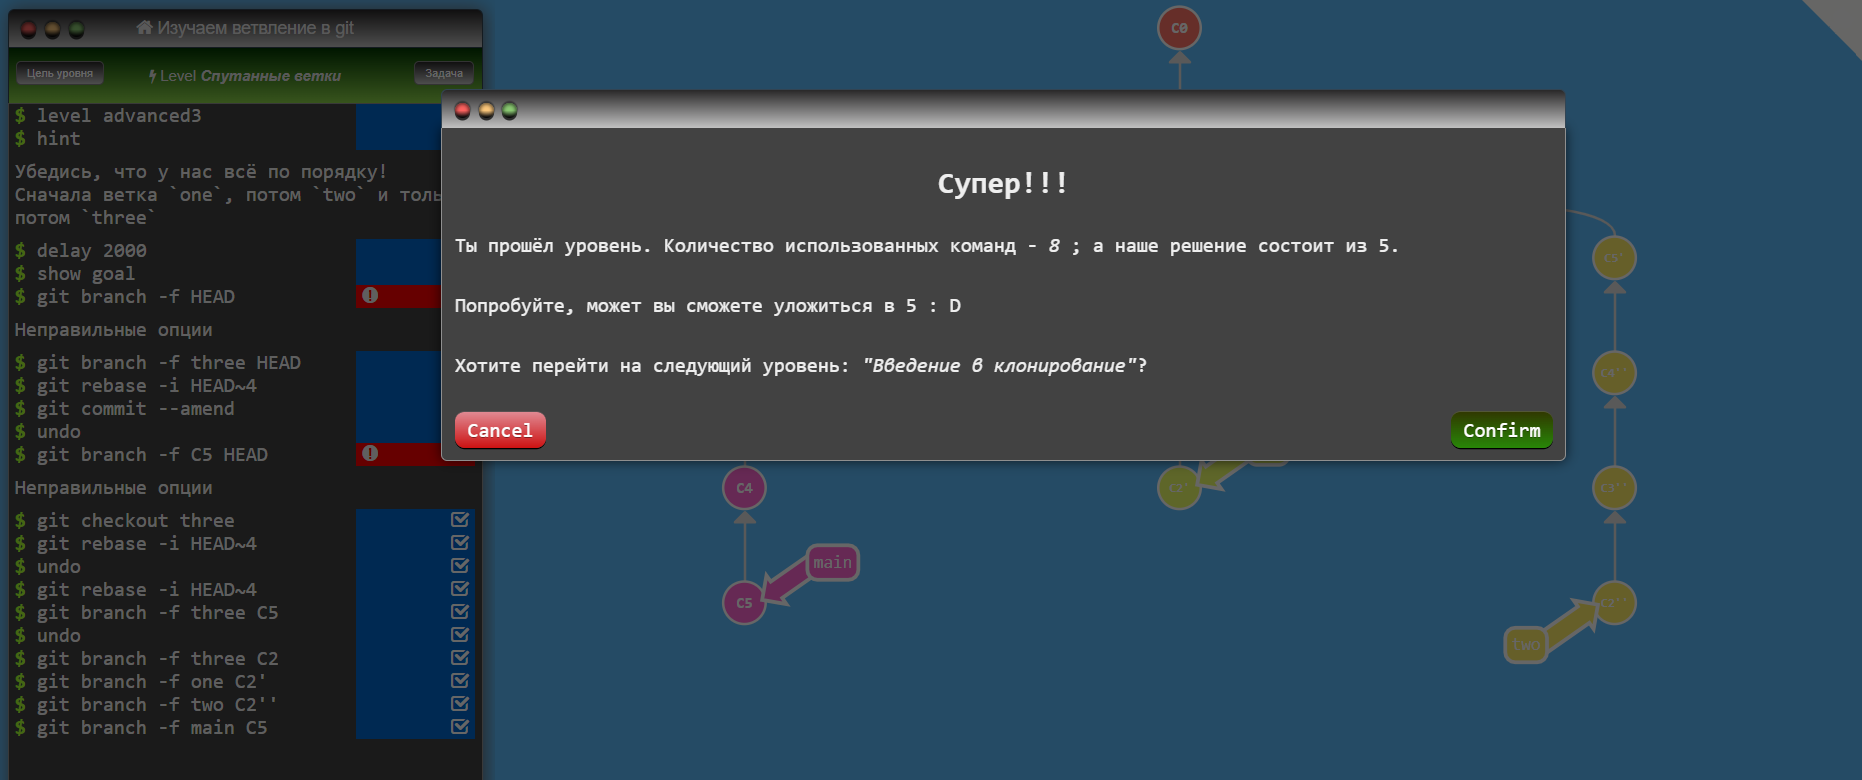 Изучаем ветвление в git
Цель уровня
Level Спутанные ветки
Задача
$ level advanced3
$ hint
Убедись, что у нас всё по порядку!
Сначала ветка `one`, потом `two` и толь
потом `three`
$ delay 2000
$ show goal
$ git branch -f HEAD
Неправильные опции
$ git branch -f three HEAD
$ git rebase -i HEAD~4
$ git commit --amend
$ undo
$ git branch -f C5 HEAD
Неправильные опции
$ git checkout three
$ git rebase -i HEAD~4
$ undo
$ git rebase -i HEAD~4
$ git branch -f three C5
$ undo
$ git branch -f three C2
$ git branch -f one C2'
$ git branch -f two C2''
$ git branch -f main C5
Супер!!!
Ты прошёл уровень. Количество использованных команд - 8 ; а наше решение состоит из 5.
Попробуйте, может вы сможете уложиться в 5 : D
Хотите перейти на следующий уровень: "Введение в клонирование"?
Cancel
Confirm
C0
C5'
C4''
C4
C2'
C3''
main
C5
C2''
two